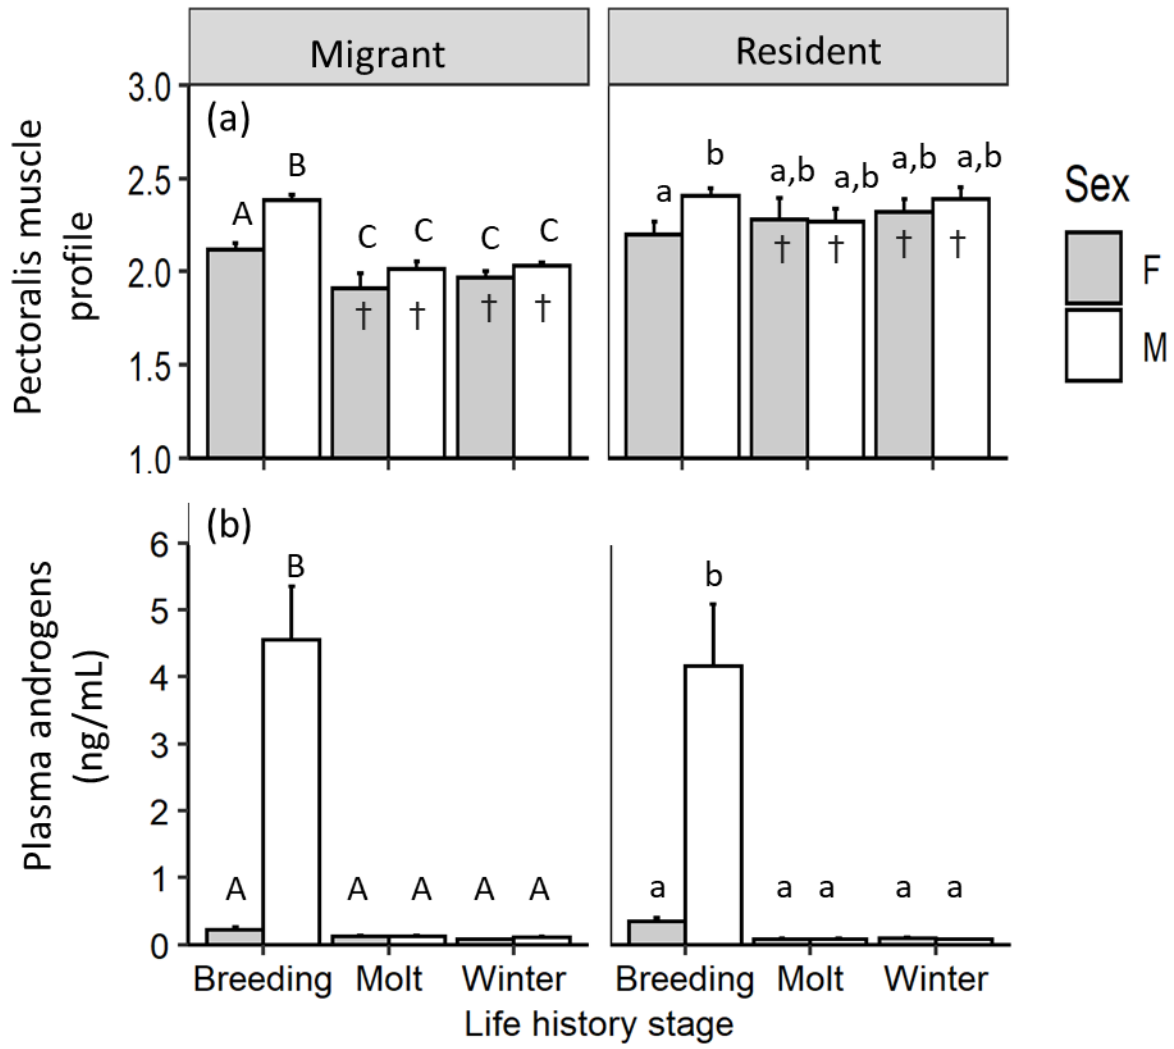 Migrant Resident
Pectoralis muscle
profile
3.0
2.5
2.0
1.5
1.0
(a)
A B C C C C
† † † †
a b a,b a,b a,b a,b
† † † †
Sex
F
M
Plasma androgens
(ng/mL)
6
5
4
3
2
1
0
(b)
A B A A A A
a b a a a a
Breeding Molt Winter Breeding Molt Winter
Life history stage